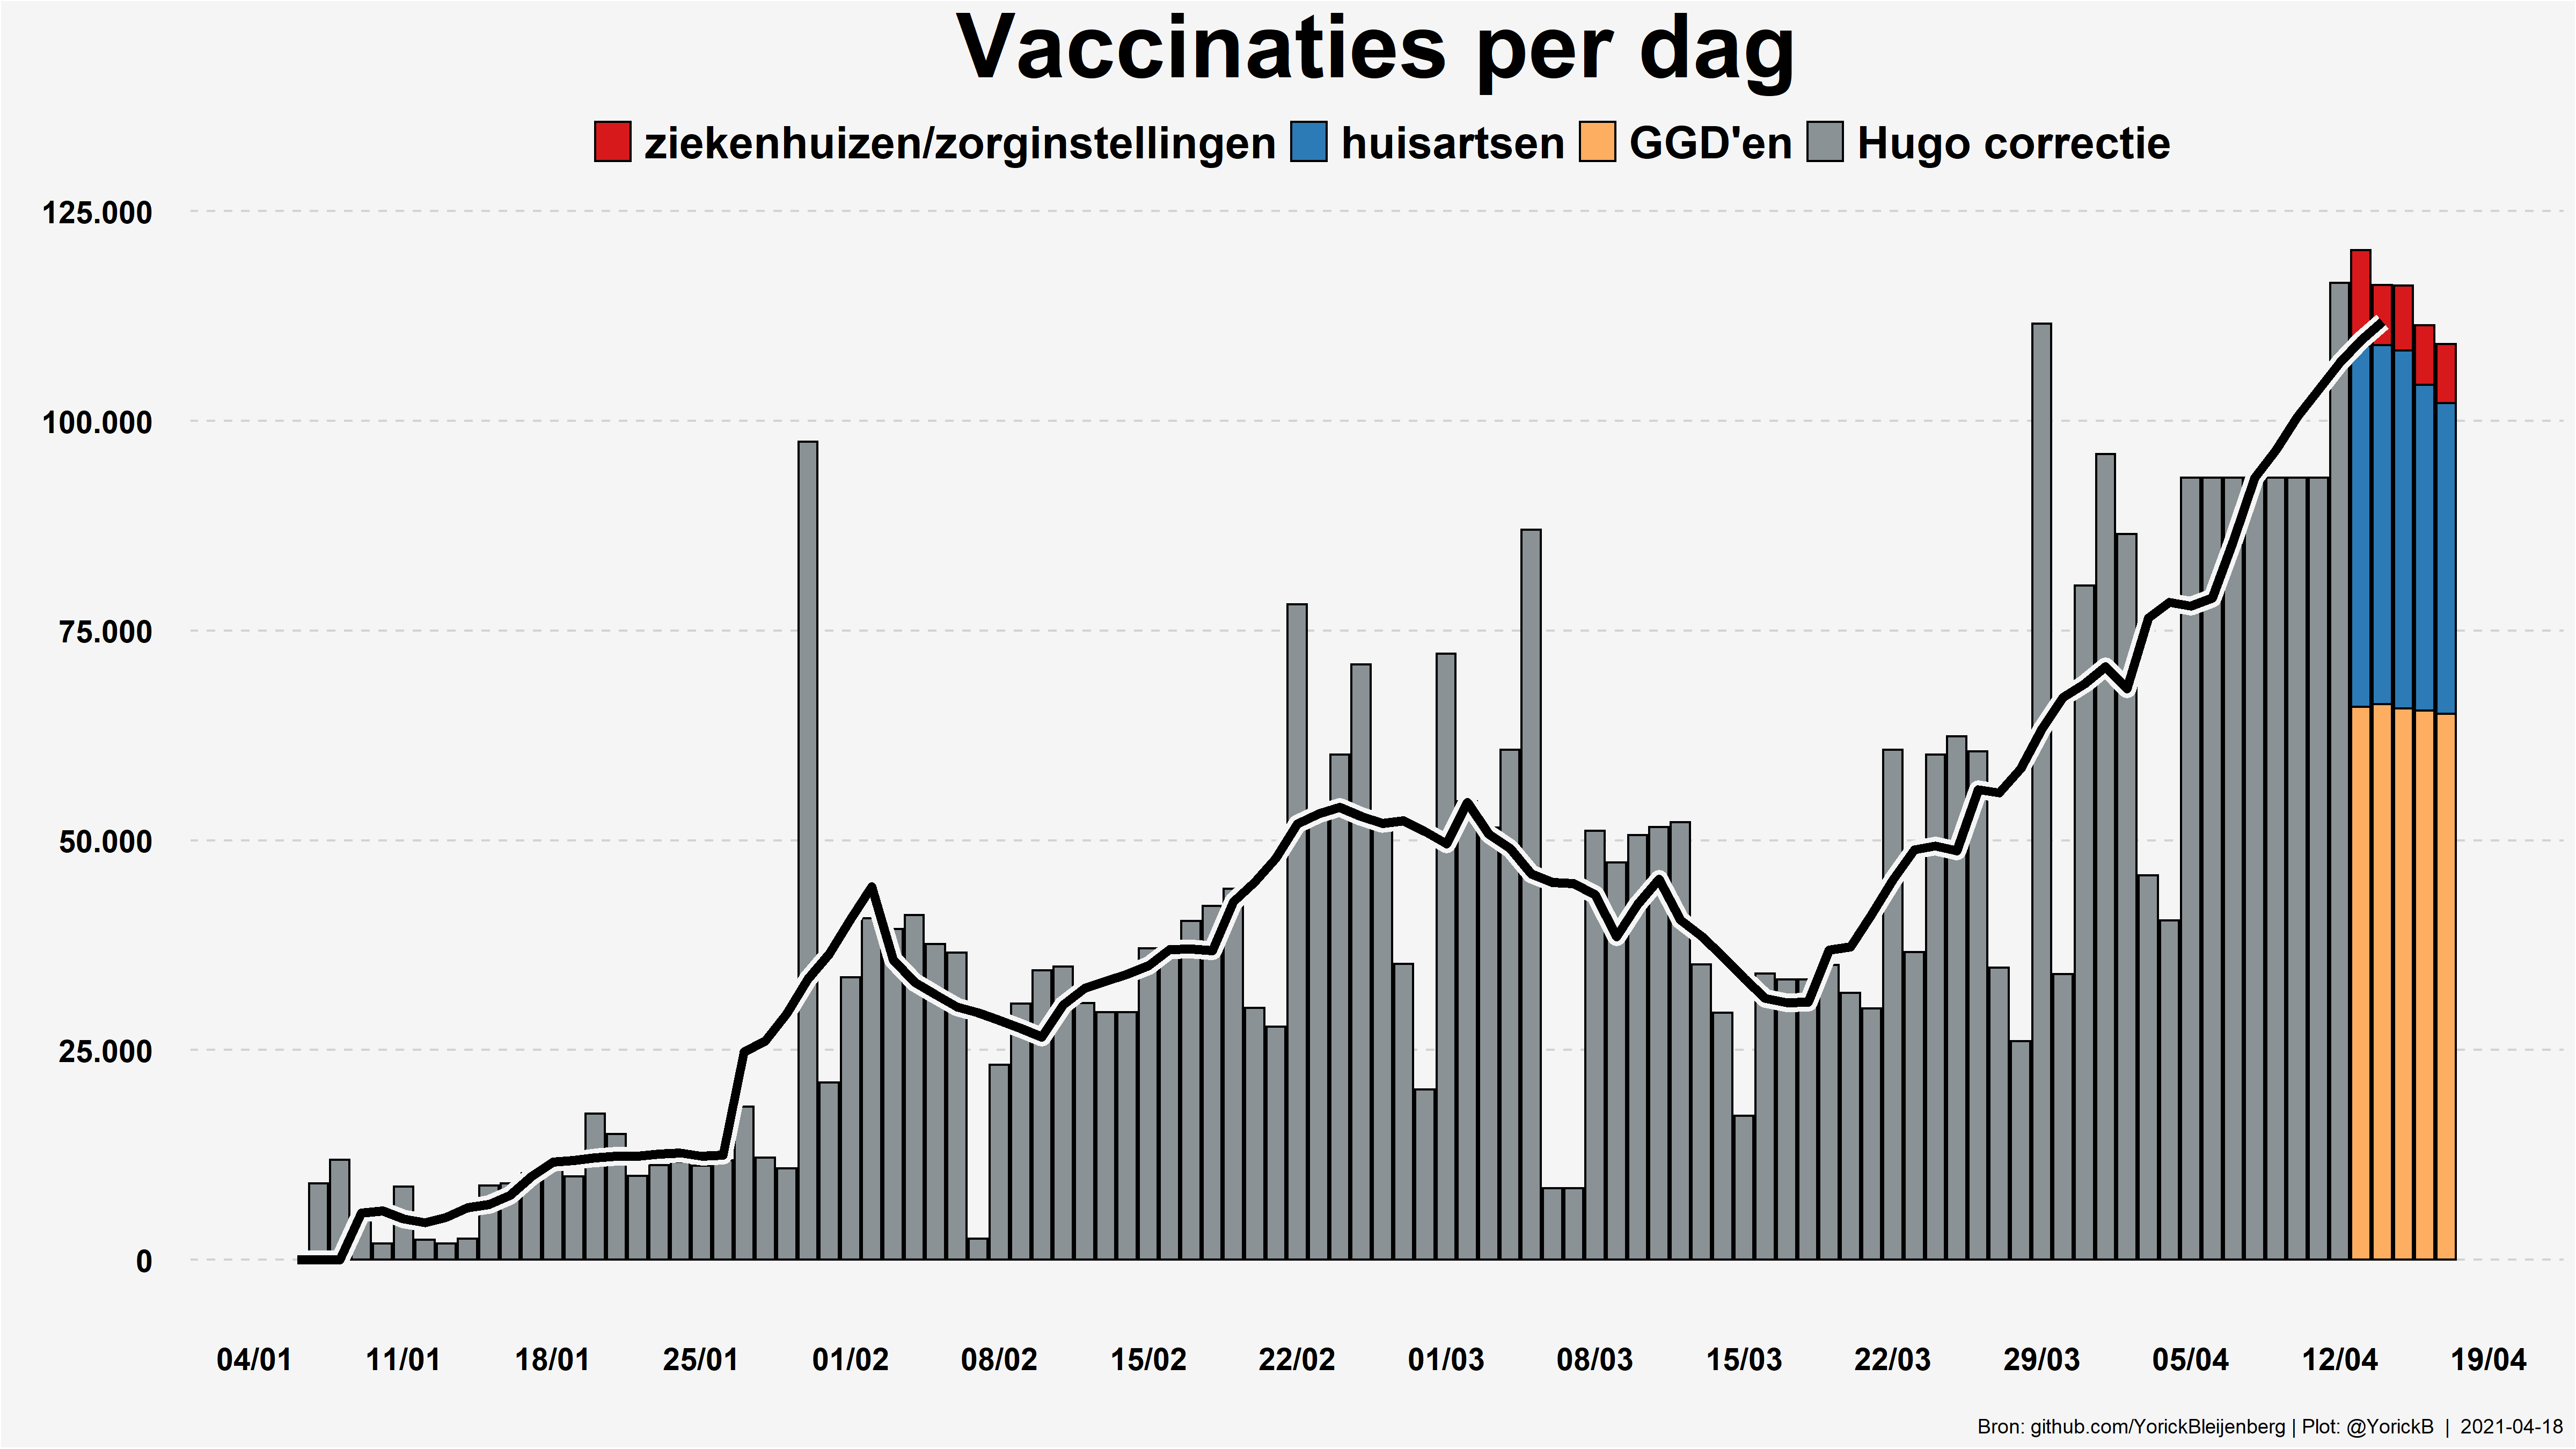 Vaccinaties per dag
ziekenhuizen/zorginstellingen huisartsen GGD'en Hugo correctie
125.000
100.000
75.000
50.000
25.000
0
04/01 11/01 18/01 25/01 01/02 08/02 15/02 22/02 01/03 08/03 15/03 22/03 29/03 05/04 12/04 19/04
Bron: github.com/YorickBleijenberg | Plot: @YorickB | 2021-04-18